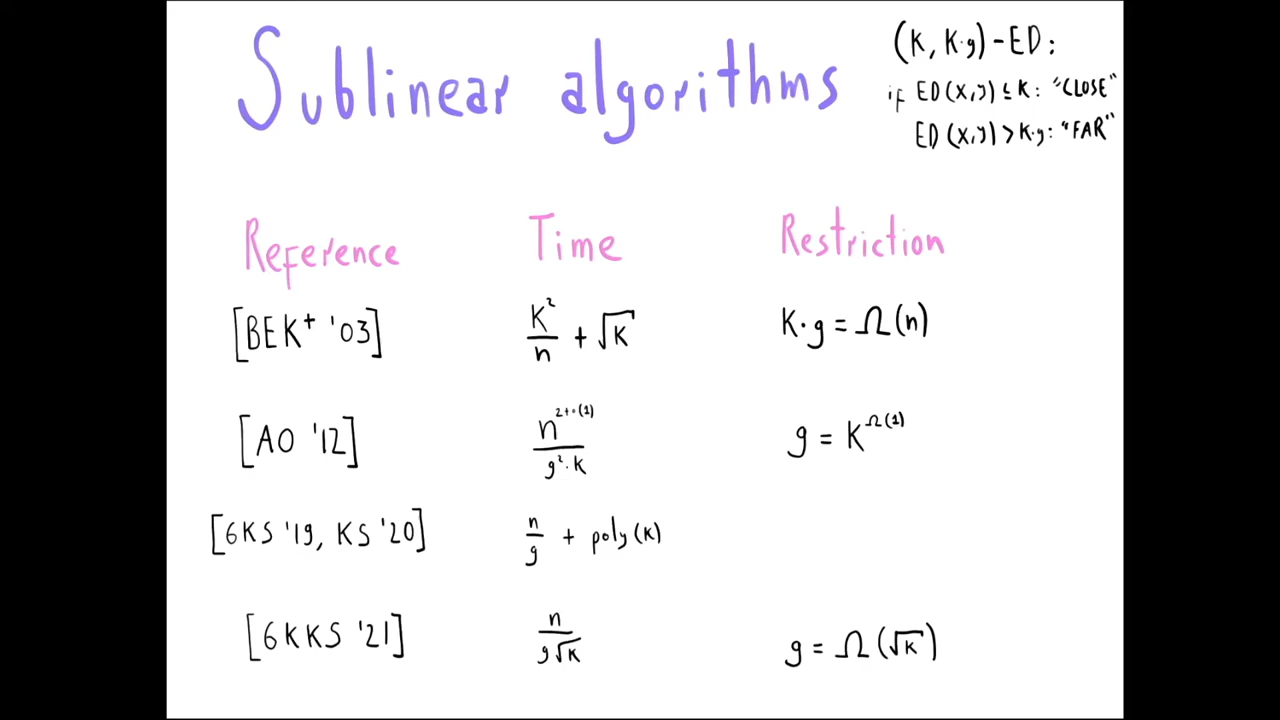 Sublinear algorithms
(K, K·g)-ED:
if ED(x,y) ≤ K: "CLOSE"
ED(x,y) > K·g: "FAR"
Reference Time Restriction
[BEK+ '03] K²/n + √K K·g = Ω(n)
[AO '12] n^(2+o(1))/(g²·K) g = K^Ω(1)
[GKS '19, KS '20] n/g + poly(K)
[GKKS '21] n/(g√K) g = Ω(√K)